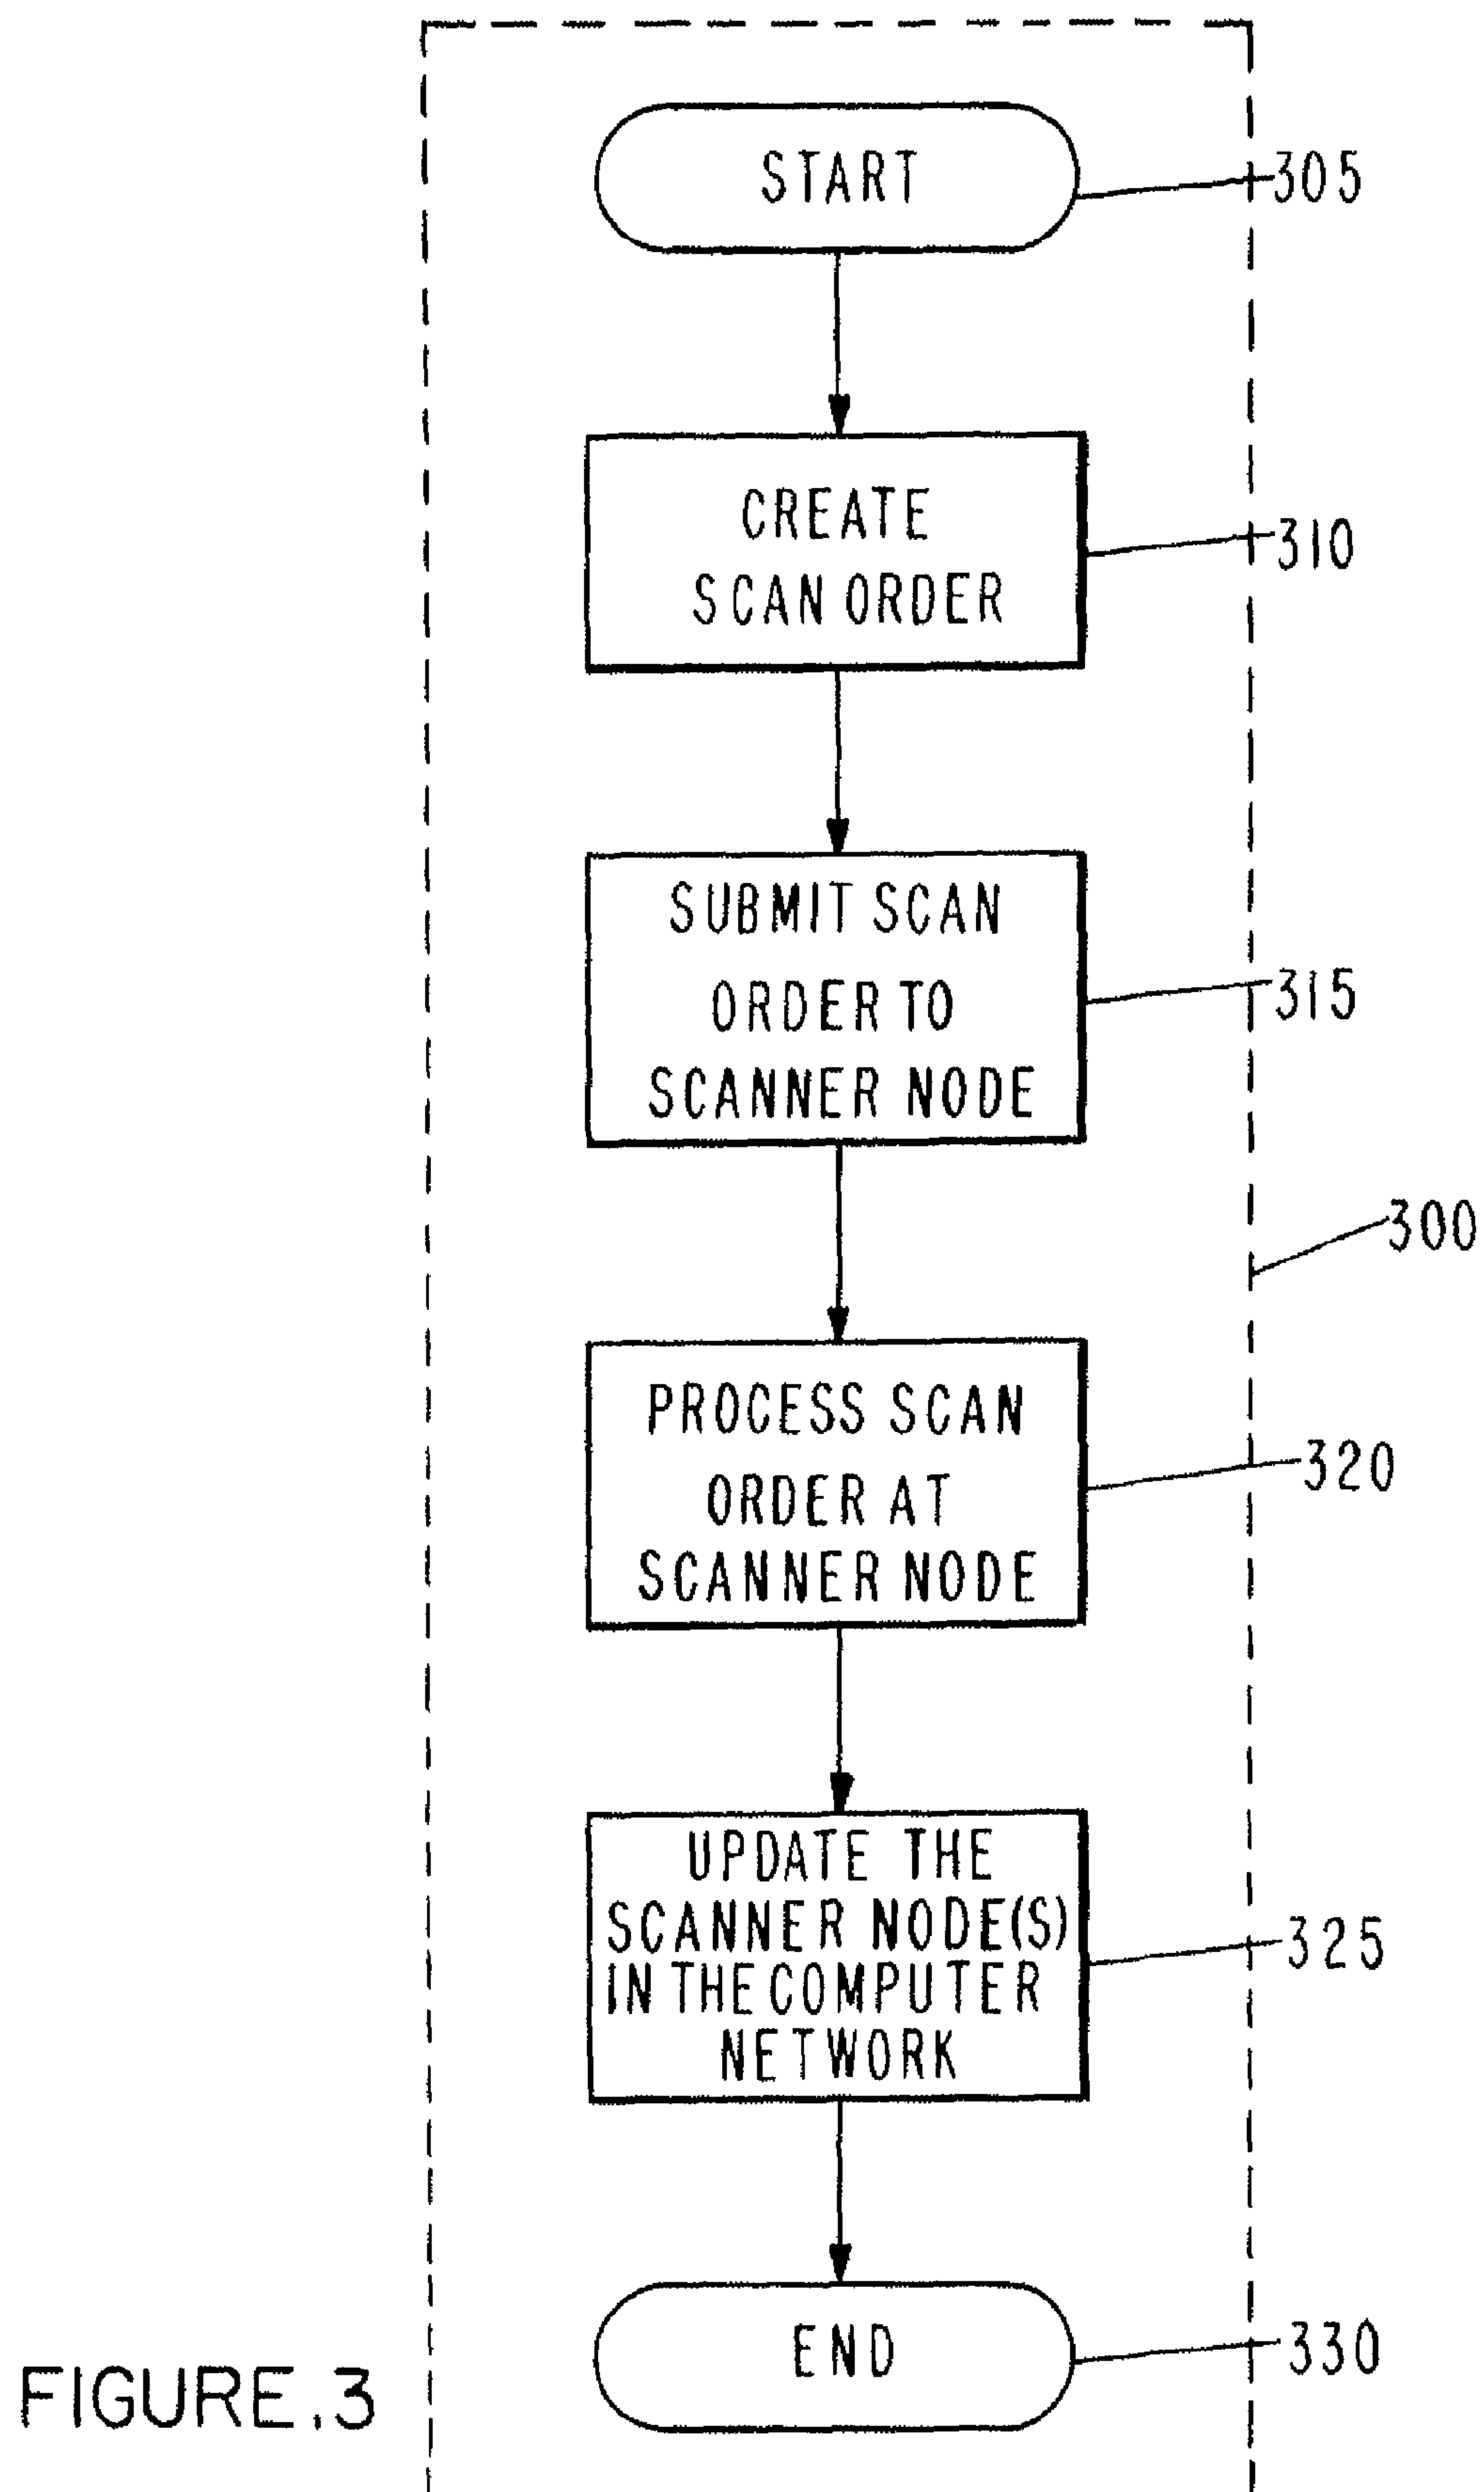 START
305
CREATE
SCAN ORDER
310
SUBMIT SCAN
ORDER TO
SCANNER NODE
315
300
PROCESS SCAN
ORDER AT
SCANNER NODE
320
UPDATE THE
SCANNER NODE(S)
IN THE COMPUTER
NETWORK
325
END
330
FIGURE.3